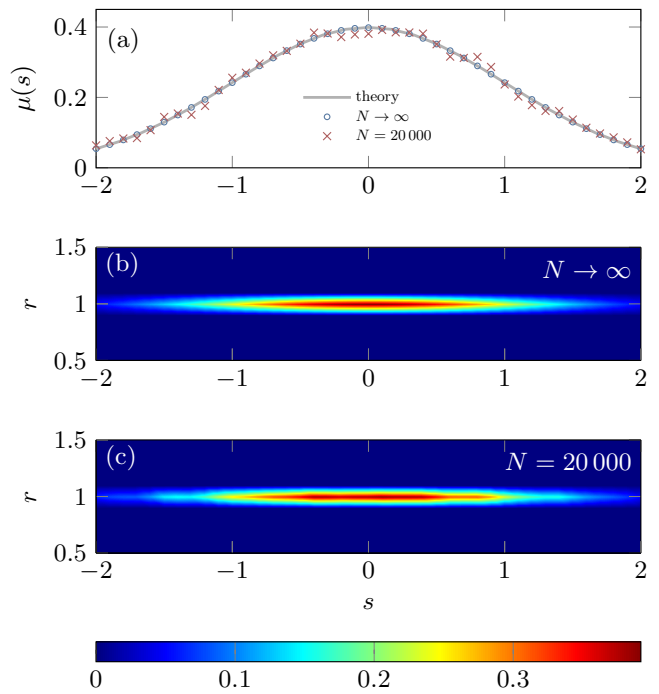 (a)
μ(s)
0.4
0.2
0
theory
N → ∞
N = 20 000
−2 −1 0 1 2
(b)
N → ∞
r
1.5
1
0.5
−2 −1 0 1 2
(c)
N = 20 000
r
1.5
1
0.5
−2 −1 0 1 2
s
0 0.1 0.2 0.3